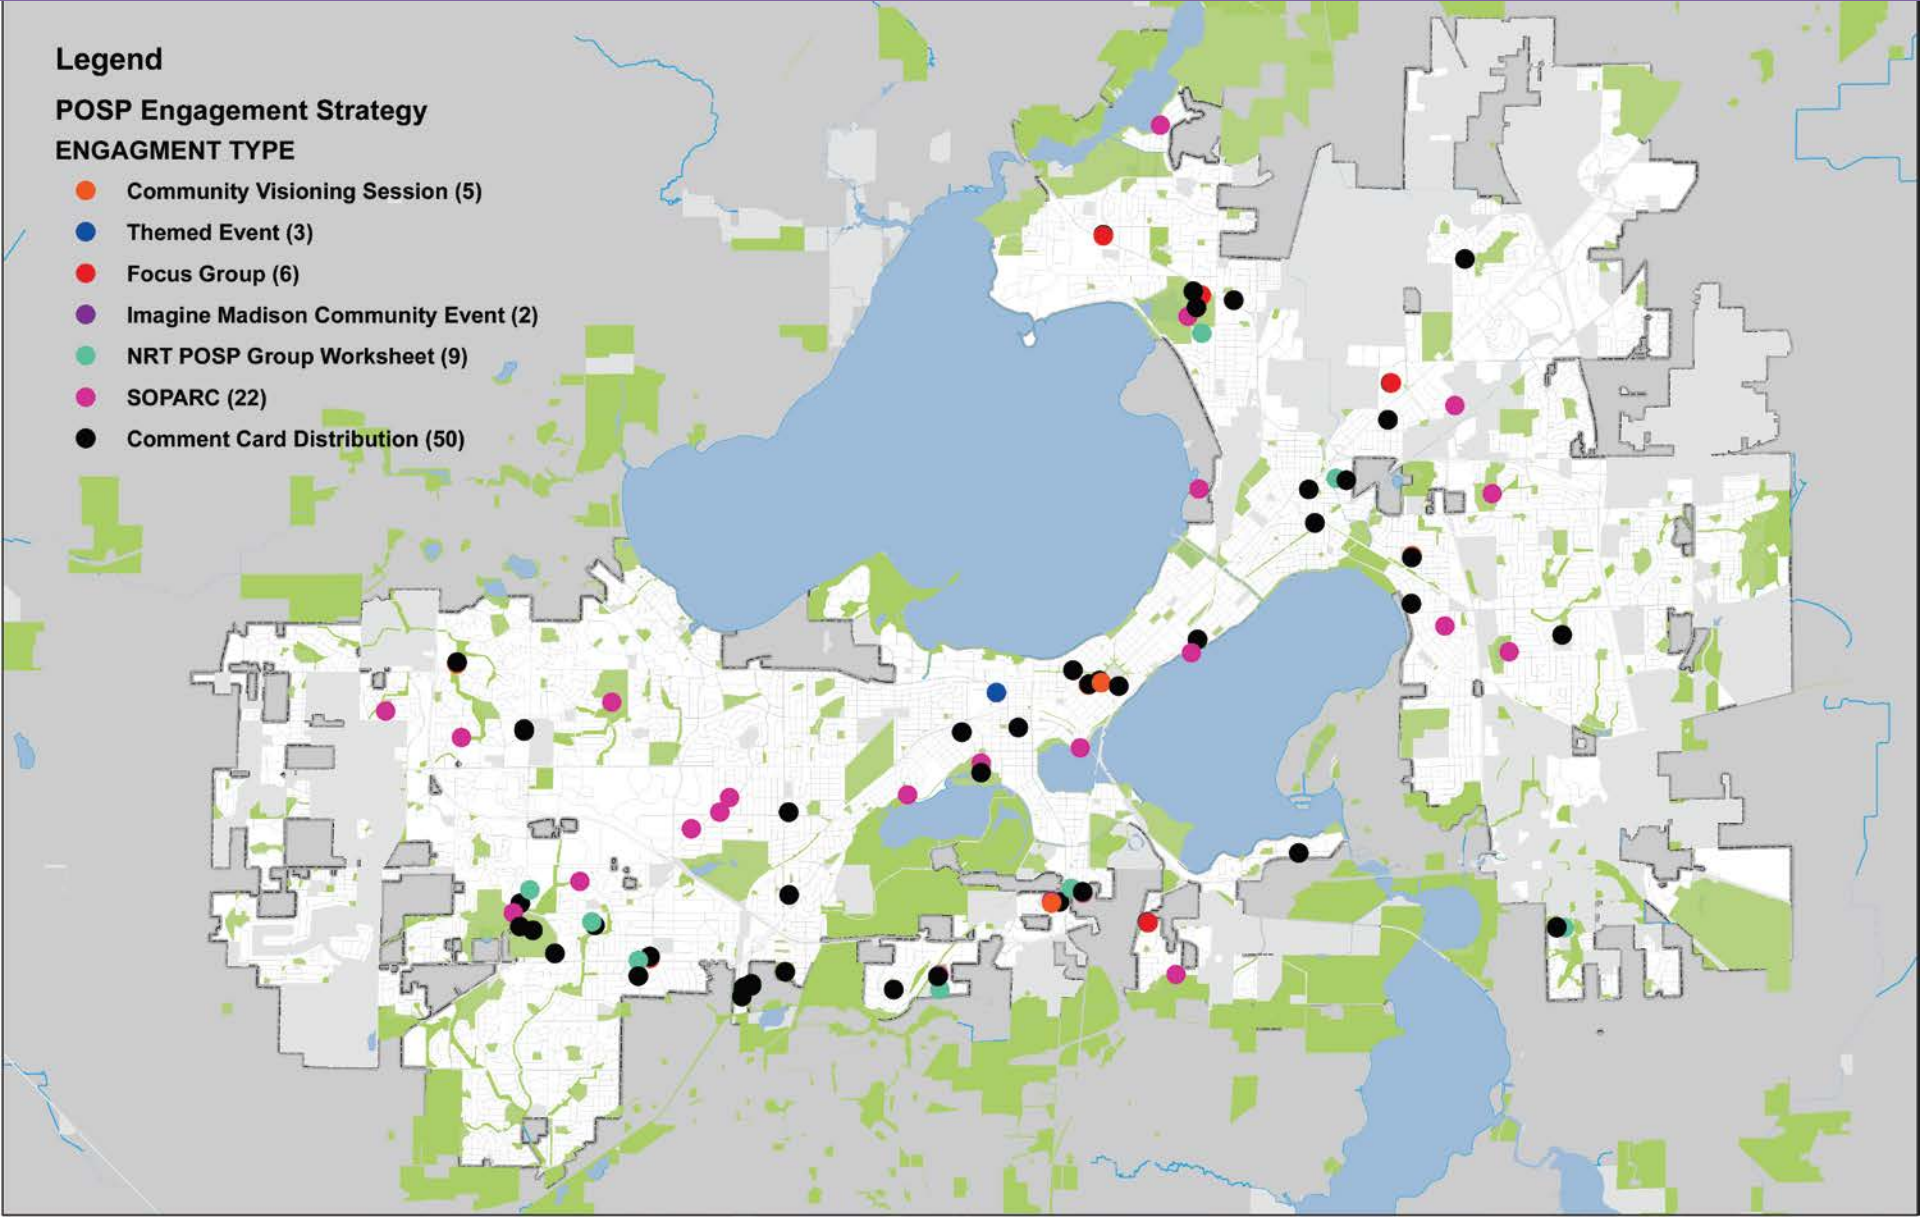 Legend
POSP Engagement Strategy
ENGAGMENT TYPE
Community Visioning Session (5)
Themed Event (3)
Focus Group (6)
Imagine Madison Community Event (2)
NRT POSP Group Worksheet (9)
SOPARC (22)
Comment Card Distribution (50)